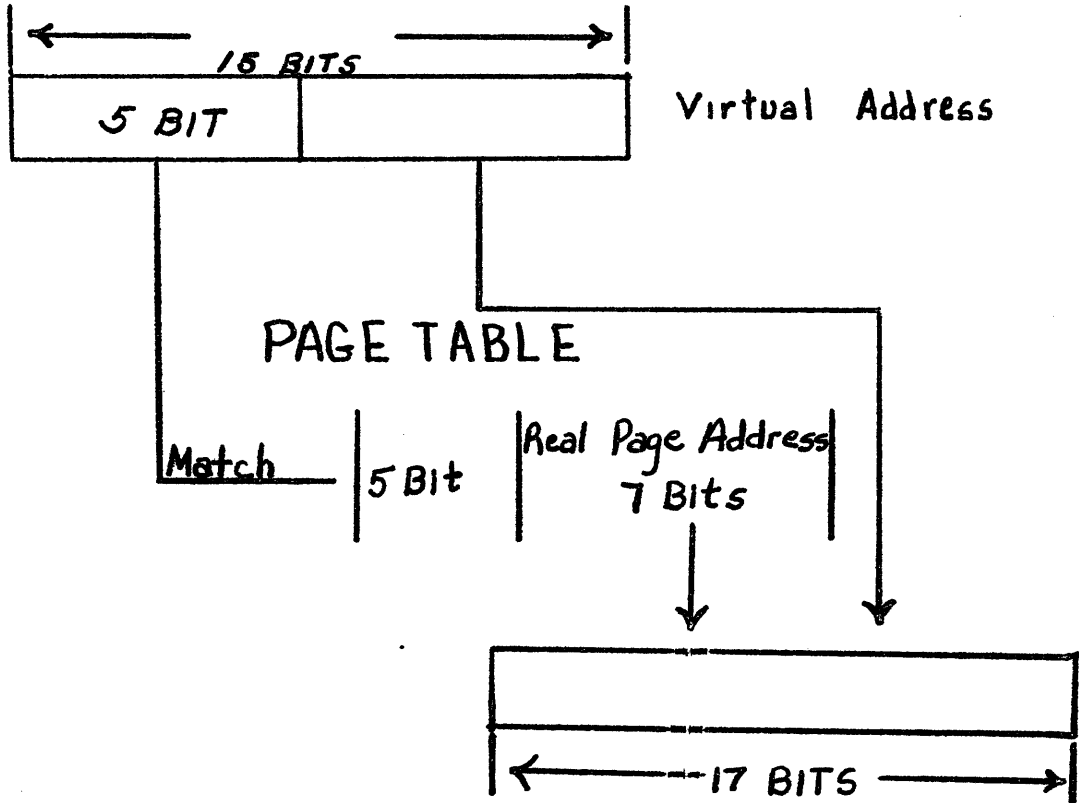 15 BITS
5 BIT
Virtual Address
PAGE TABLE
Match
5 Bit
Real Page Address
7 Bits
17 BITS